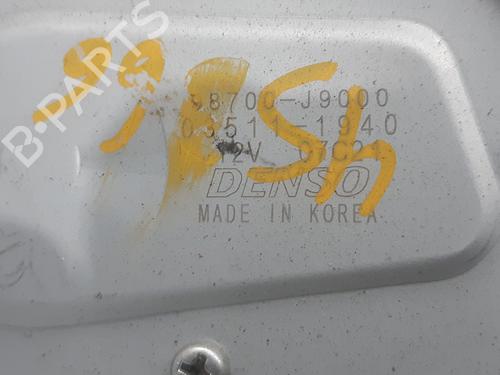 B-PARTS
98700-J9000
03511-1940
12V
DENSO
MADE IN KOREA